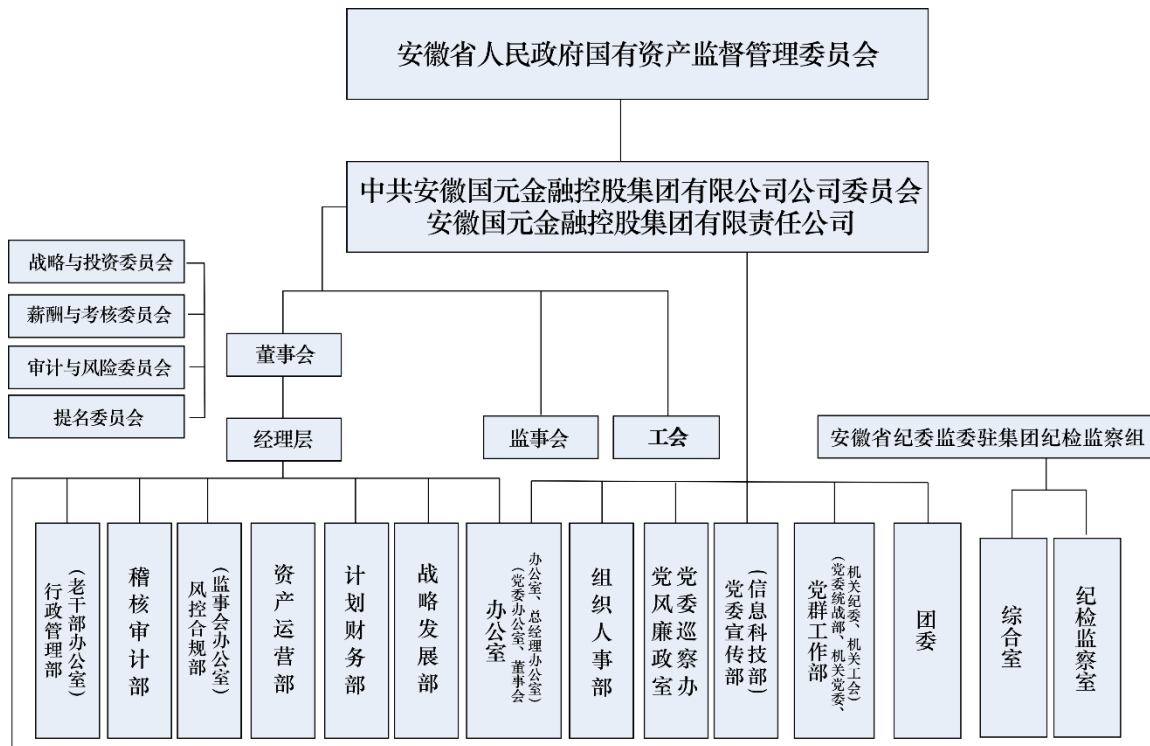 安徽省人民政府国有资产监督管理委员会
中共安徽国元金融控股集团有限公司公司委员会
安徽国元金融控股集团有限责任公司
战略与投资委员会
薪酬与考核委员会
审计与风险委员会
提名委员会
董事会
经理层
监事会
工会
安徽省纪委监委驻集团纪检监察组
行政管理部
(老干部办公室)
稽核审计部
风控合规部
(监事会办公室)
资产运营部
计划财务部
战略发展部
办公室
(党委办公室、董事会
办公室、总经理办公室)
组织人事部
党风廉政室
党委巡察办
党委宣传部
(信息科技部)
党群工作部
(党委统战部、机关党委、
机关纪委、机关工会)
团委
综合室
纪检监察室